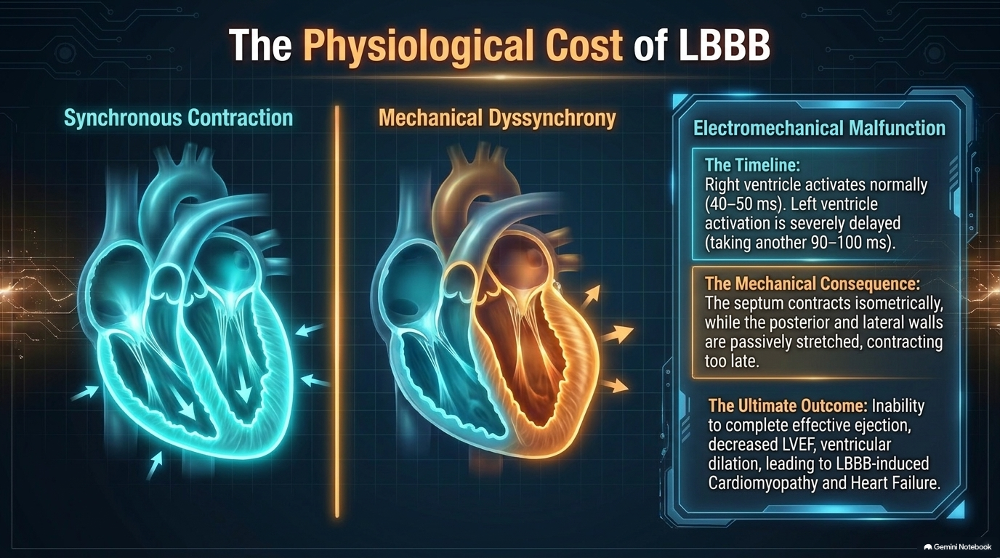 The Physiological Cost of LBBB
Synchronous Contraction
Mechanical Dyssynchrony
Electromechanical Malfunction
The Timeline:
Right ventricle activates normally
(40–50 ms). Left ventricle
activation is severely delayed
(taking another 90–100 ms).
The Mechanical Consequence:
The septum contracts isometrically,
while the posterior and lateral walls
are passively stretched, contracting
too late.
The Ultimate Outcome: Inability
to complete effective ejection,
decreased LVEF, ventricular
dilation, leading to LBBB-induced
Cardiomyopathy and Heart Failure.
Gemini Notebook